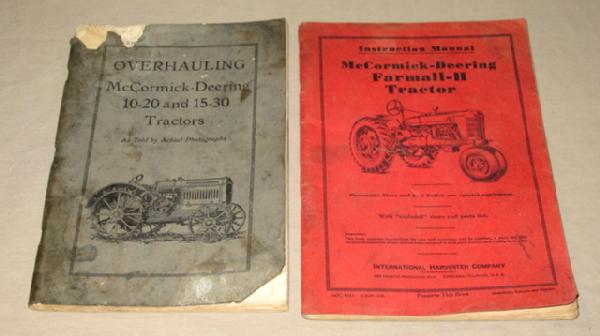 OVERHAULING
McCormick-Deering
10-20 and 15-30
Tractors
As Told by Actual Photographs
Instruction Manual
McCormick-Deering
Farmall-H
Tractor
With "exploded" views and parts list.
Important:
INTERNATIONAL HARVESTER COMPANY
Preserve This Book